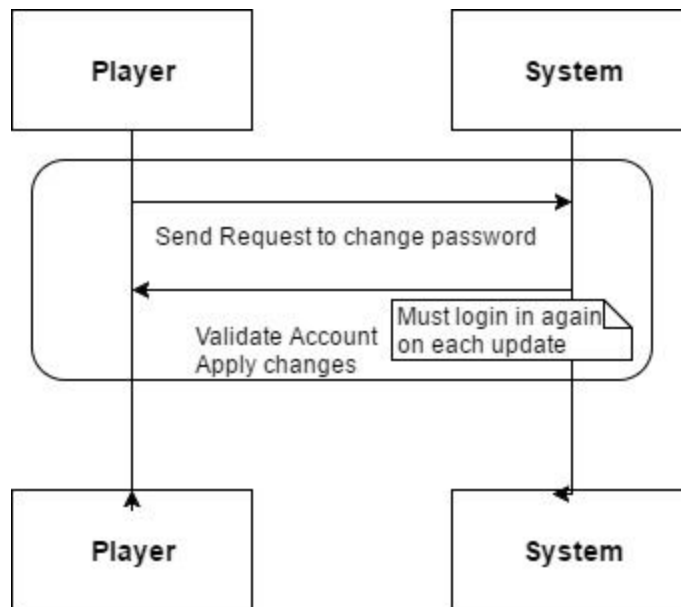 Player
System
Send Request to change password
Must login in again
on each update
Validate Account
Apply changes
Player
System